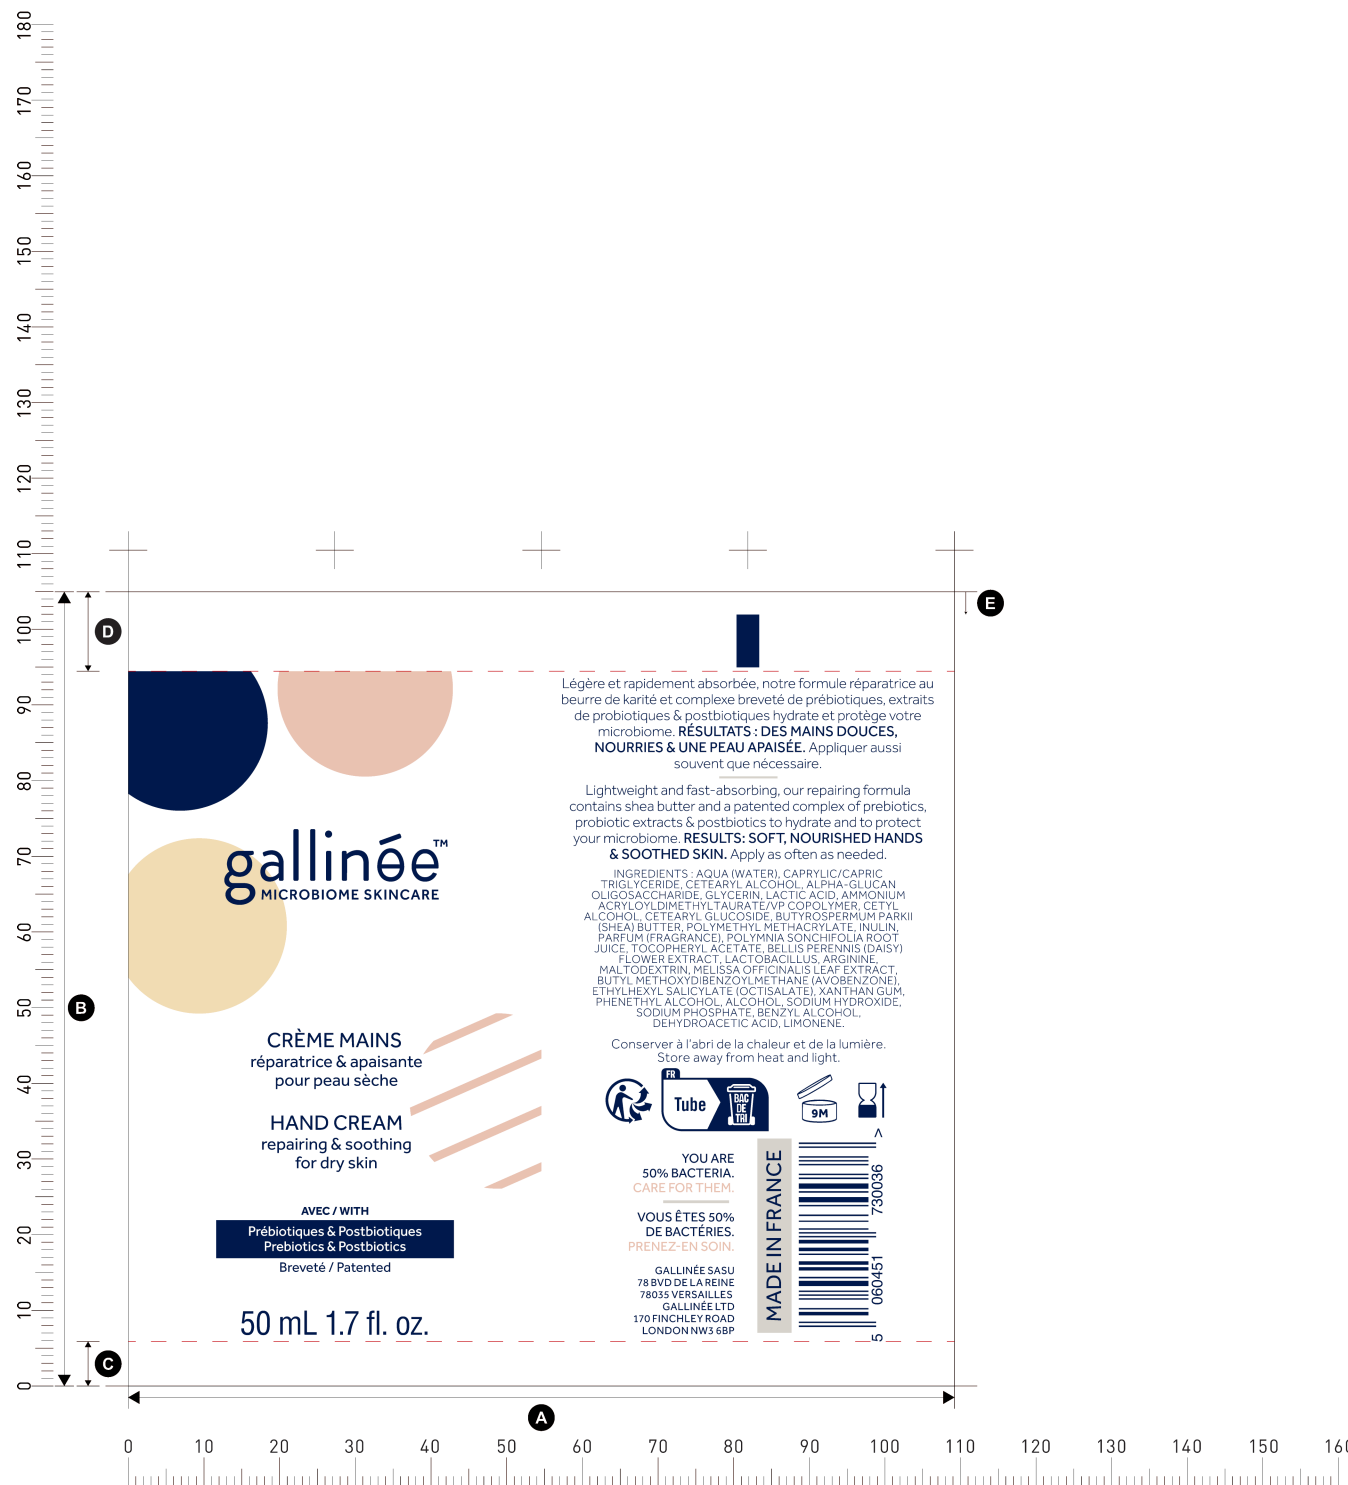 180
170
160
150
140
130
120
110
100
90
80
70
60
50
40
30
20
10
0
D
B
C
E
A
gallinée™
MICROBIOME SKINCARE
CRÈME MAINS
réparatrice & apaisante
pour peau sèche
HAND CREAM
repairing & soothing
for dry skin
AVEC / WITH
Prébiotiques & Postbiotiques
Prebiotics & Postbiotics
Breveté / Patented
50 mL 1.7 fl. oz.
Légère et rapidement absorbée, notre formule réparatrice au
beurre de karité et complexe breveté de prébiotiques, extraits
de probiotiques & postbiotiques hydrate et protège votre
microbiome. RÉSULTATS : DES MAINS DOUCES,
NOURRIES & UNE PEAU APAISÉE. Appliquer aussi
souvent que nécessaire.
Lightweight and fast-absorbing, our repairing formula
contains shea butter and a patented complex of prebiotics,
probiotic extracts & postbiotics to hydrate and to protect
your microbiome. RESULTS: SOFT, NOURISHED HANDS
& SOOTHED SKIN. Apply as often as needed.
INGREDIENTS : AQUA (WATER), CAPRYLIC/CAPRIC
TRIGLYCERIDE, CETEARYL ALCOHOL, ALPHA-GLUCAN
OLIGOSACCHARIDE, GLYCERIN, LACTIC ACID, AMMONIUM
ACRYLOYLDIMETHYLTAURATE/VP COPOLYMER, CETYL
ALCOHOL, CETEARYL GLUCOSIDE, BUTYROSPERMUM PARKII
(SHEA) BUTTER, POLYMETHYL METHACRYLATE, INULIN,
PARFUM (FRAGRANCE), POLYMNIA SONCHIFOLIA ROOT
JUICE, TOCOPHERYL ACETATE, BELLIS PERENNIS (DAISY)
FLOWER EXTRACT, LACTOBACILLUS, ARGININE,
MALTODEXTRIN, MELISSA OFFICINALIS LEAF EXTRACT,
BUTYL METHOXYDIBENZOYLMETHANE (AVOBENZONE),
ETHYLHEXYL SALICYLATE (OCTISALATE), XANTHAN GUM,
PHENETHYL ALCOHOL, ALCOHOL, SODIUM HYDROXIDE,
SODIUM PHOSPHATE, BENZYL ALCOHOL,
DEHYDROACETIC ACID, LIMONENE.
Conserver à l'abri de la chaleur et de la lumière.
Store away from heat and light.
FR
Tube
BAC
DE
TRI
9M
YOU ARE
50% BACTERIA.
CARE FOR THEM.
VOUS ÊTES 50%
DE BACTÉRIES.
PRENEZ-EN SOIN.
GALLINÉE SASU
78 BVD DE LA REINE
78035 VERSAILLES
GALLINÉE LTD
170 FINCHLEY ROAD
LONDON NW3 6BP
MADE IN FRANCE
5 060451 730036 >
0 10 20 30 40 50 60 70 80 90 100 110 120 130 140 150 160